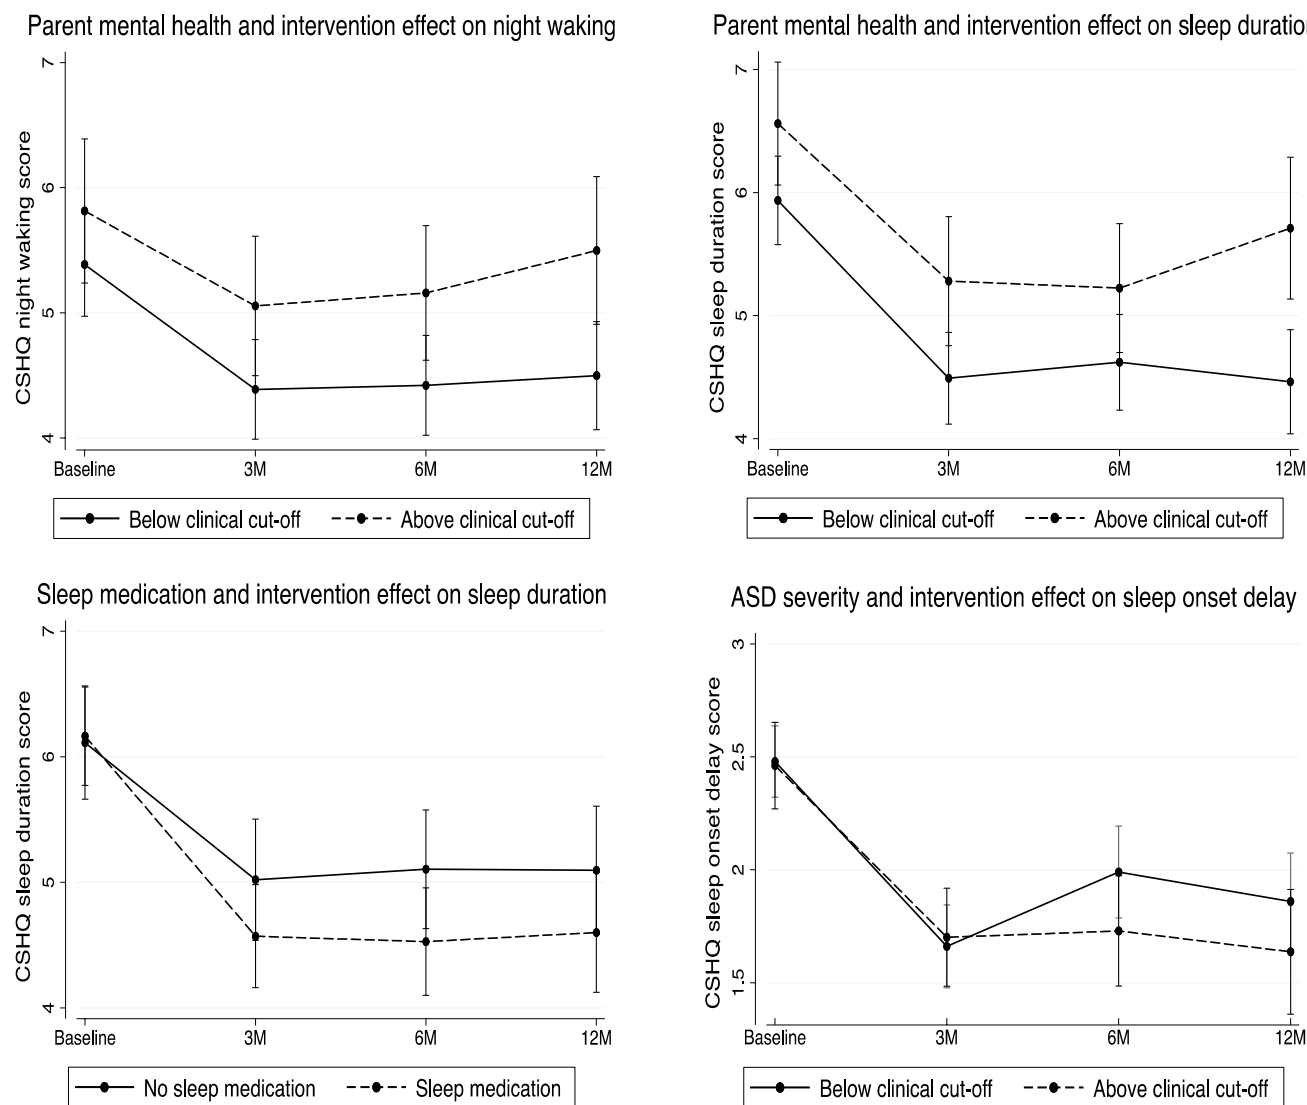 Parent mental health and intervention effect on night waking
7
6
5
4
CSHQ night waking score
Baseline 3M 6M 12M
Below clinical cut-off Above clinical cut-off
Parent mental health and intervention effect on sleep duratio
7
6
5
4
CSHQ sleep duration score
Baseline 3M 6M 12M
Below clinical cut-off Above clinical cut-off
Sleep medication and intervention effect on sleep duration
7
6
5
4
CSHQ sleep duration score
Baseline 3M 6M 12M
No sleep medication Sleep medication
ASD severity and intervention effect on sleep onset delay
3
2.5
2
1.5
CSHQ sleep onset delay score
Baseline 3M 6M 12M
Below clinical cut-off Above clinical cut-off